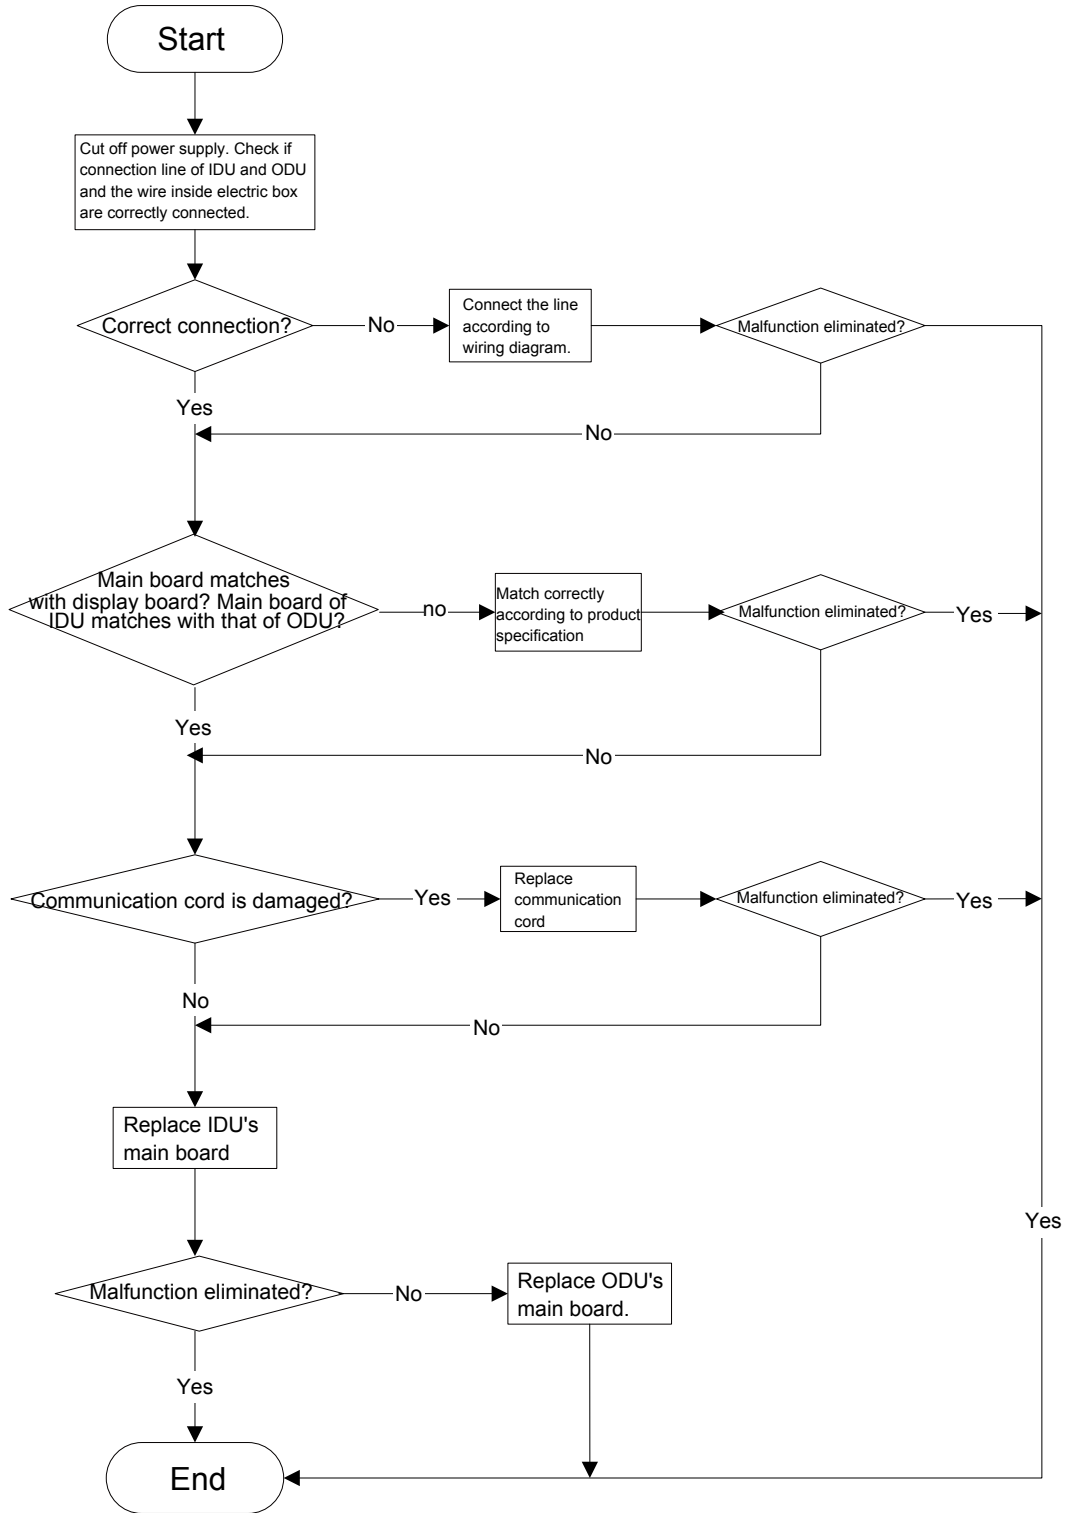 Start
Cut off power supply. Check if
connection line of IDU and ODU
and the wire inside electric box
are correctly connected.
Correct connection?
No
Connect the line
according to
wiring diagram.
Malfunction eliminated?
Yes
No
Main board matches
with display board? Main board of
IDU matches with that of ODU?
no
Match correctly
according to product
specification
Malfunction eliminated?
Yes
Yes
No
Communication cord is damaged?
Yes
Replace
communication
cord
Malfunction eliminated?
Yes
No
No
Replace IDU's
main board
Yes
Malfunction eliminated?
No
Replace ODU's
main board.
Yes
End